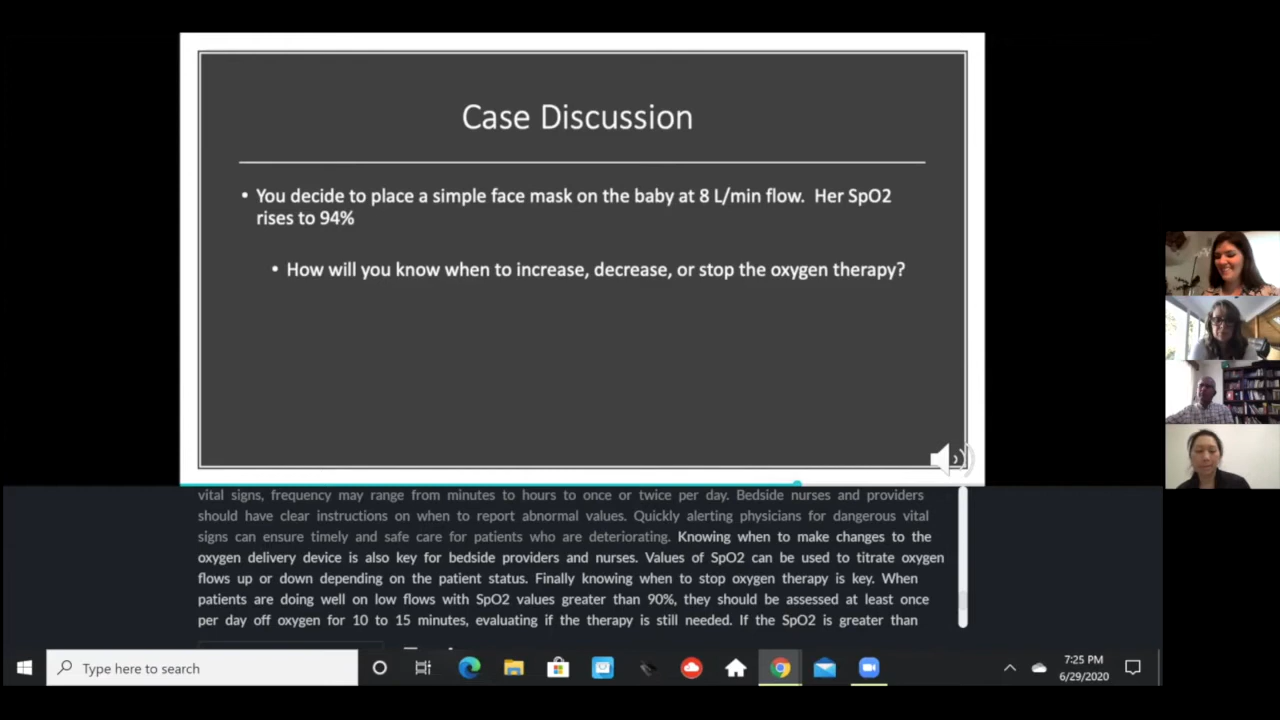 Case Discussion
• You decide to place a simple face mask on the baby at 8 L/min flow.  Her SpO2
rises to 94%
• How will you know when to increase, decrease, or stop the oxygen therapy?
vital signs, frequency may range from minutes to hours to once or twice per day. Bedside nurses and providers
should have clear instructions on when to report abnormal values. Quickly alerting physicians for dangerous vital
signs can ensure timely and safe care for patients who are deteriorating. Knowing when to make changes to the
oxygen delivery device is also key for bedside providers and nurses. Values of SpO2 can be used to titrate oxygen
flows up or down depending on the patient status. Finally knowing when to stop oxygen therapy is key. When
patients are doing well on low flows with SpO2 values greater than 90%, they should be assessed at least once
per day off oxygen for 10 to 15 minutes, evaluating if the therapy is still needed. If the SpO2 is greater than
Type here to search
7:25 PM
6/29/2020